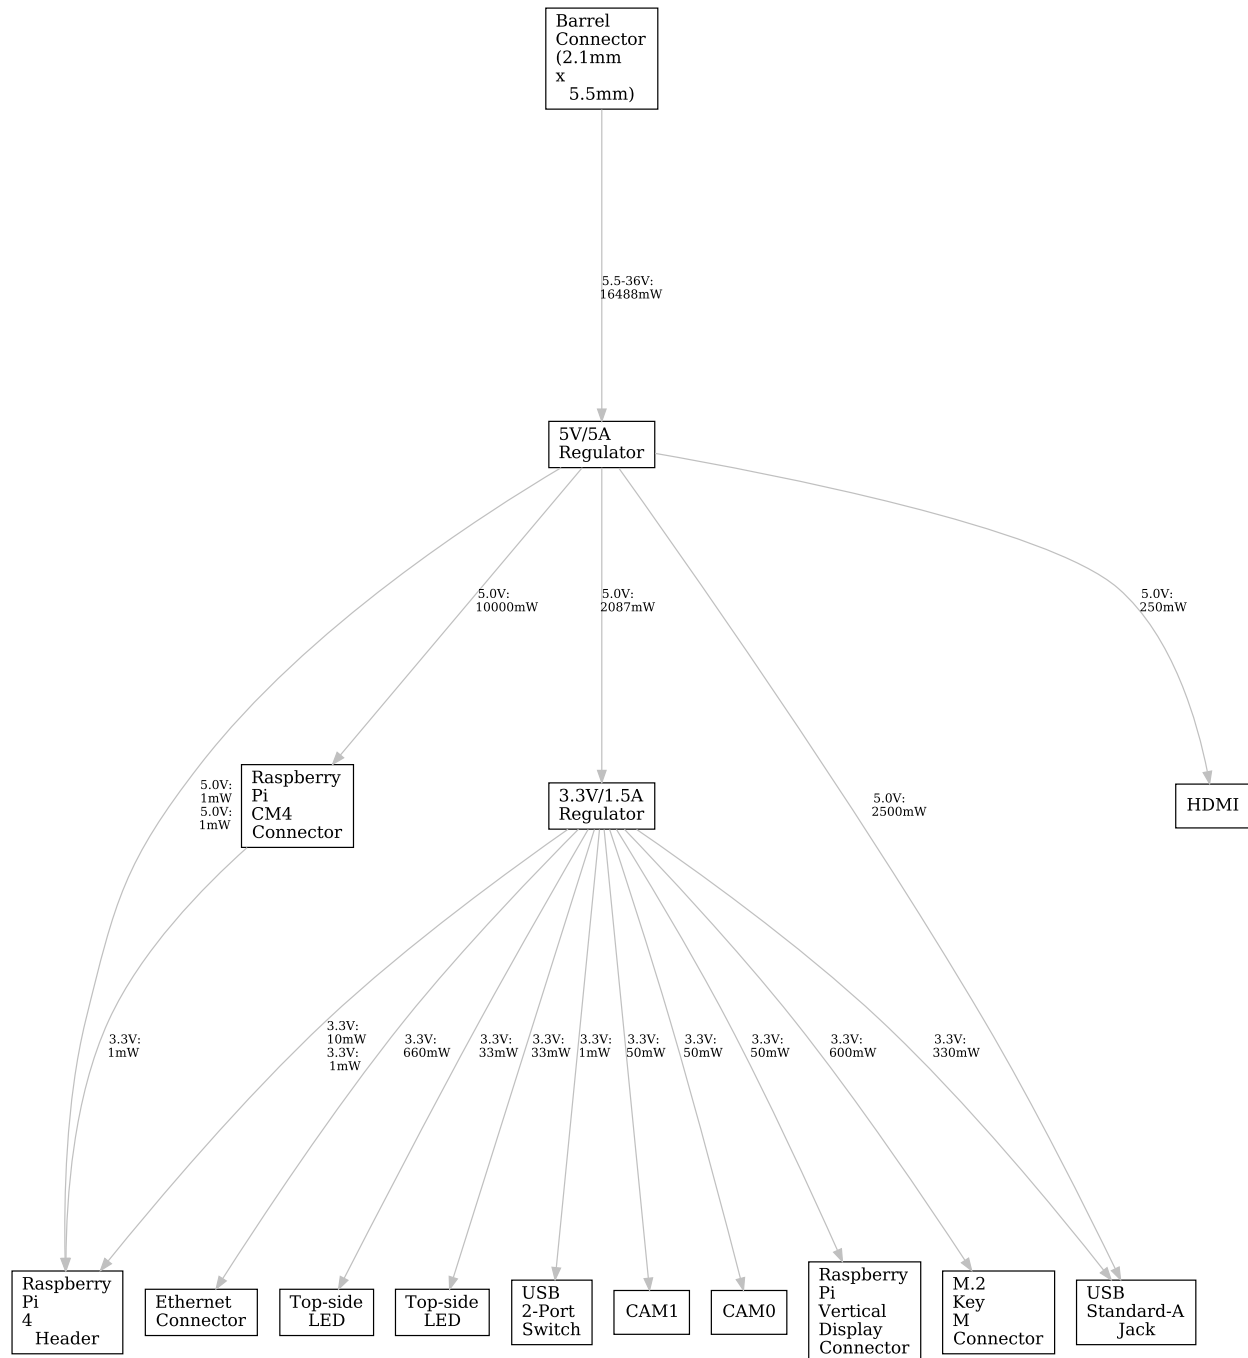 Barrel
Connector
(2.1mm
x
5.5mm)
5.5-36V:
16488mW
5V/5A
Regulator
5.0V:
10000mW
5.0V:
2087mW
5.0V:
250mW
5.0V:
1mW
5.0V:
1mW
Raspberry
Pi
CM4
Connector
3.3V/1.5A
Regulator
5.0V:
2500mW
HDMI
3.3V:
1mW
3.3V:
10mW
3.3V:
1mW
3.3V:
660mW
3.3V:
33mW
3.3V:
33mW
3.3V:
1mW
3.3V:
50mW
3.3V:
50mW
3.3V:
50mW
3.3V:
600mW
3.3V:
330mW
Raspberry
Pi
4
Header
Ethernet
Connector
Top-side
LED
Top-side
LED
USB
2-Port
Switch
CAM1
CAM0
Raspberry
Pi
Vertical
Display
Connector
M.2
Key
M
Connector
USB
Standard-A
Jack